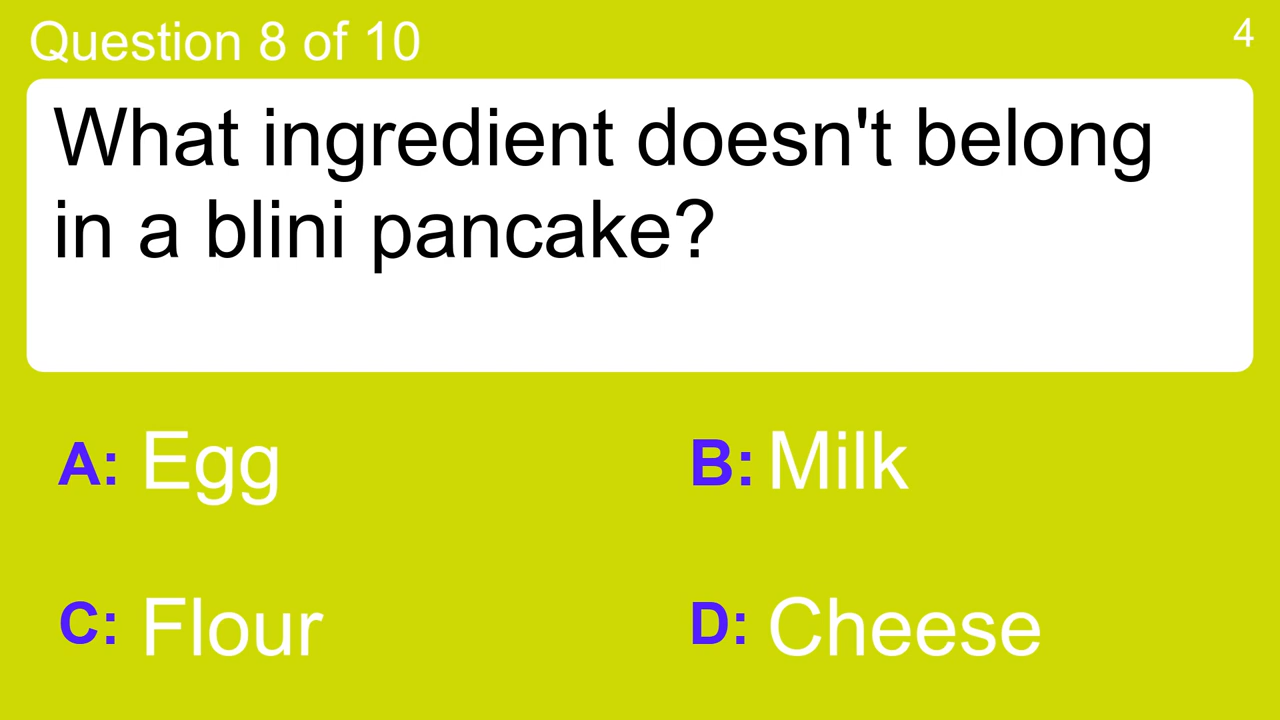 Question 8 of 10
4
What ingredient doesn't belong
in a blini pancake?
A: Egg
B: Milk
C: Flour
D: Cheese